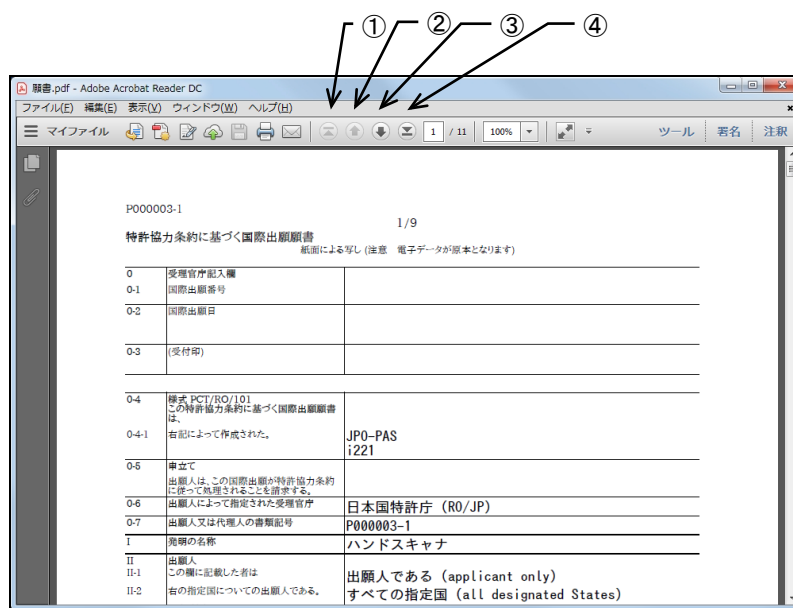 ① ② ③ ④
願書.pdf - Adobe Acrobat Reader DC
ファイル(F) 編集(E) 表示(V) ウィンドウ(W) ヘルプ(H)
マイファイル 1 / 11 100% ツール 署名 注釈
P000003-1
1/9
特許協力条約に基づく国際出願願書
紙面による写し (注意 電子データが原本となります)
0 受理官庁記入欄
0-1 国際出願番号
0-2 国際出願日
0-3 (受付印)
0-4 様式 PCT/RO/101
この特許協力条約に基づく国際出願願書
は、
0-4-1 右記によって作成された。 JPO-PAS
i221
0-5 申立て
出願人は、この国際出願が特許協力条約
に従って処理されることを請求する。
0-6 出願人によって指定された受理官庁 日本国特許庁 (RO/JP)
0-7 出願人又は代理人の書類記号 P000003-1
I 発明の名称 ハンドスキャナ
II 出願人
II-1 この欄に記載した者は 出願人である (applicant only)
II-2 右の指定国についての出願人である。 すべての指定国 (all designated States)